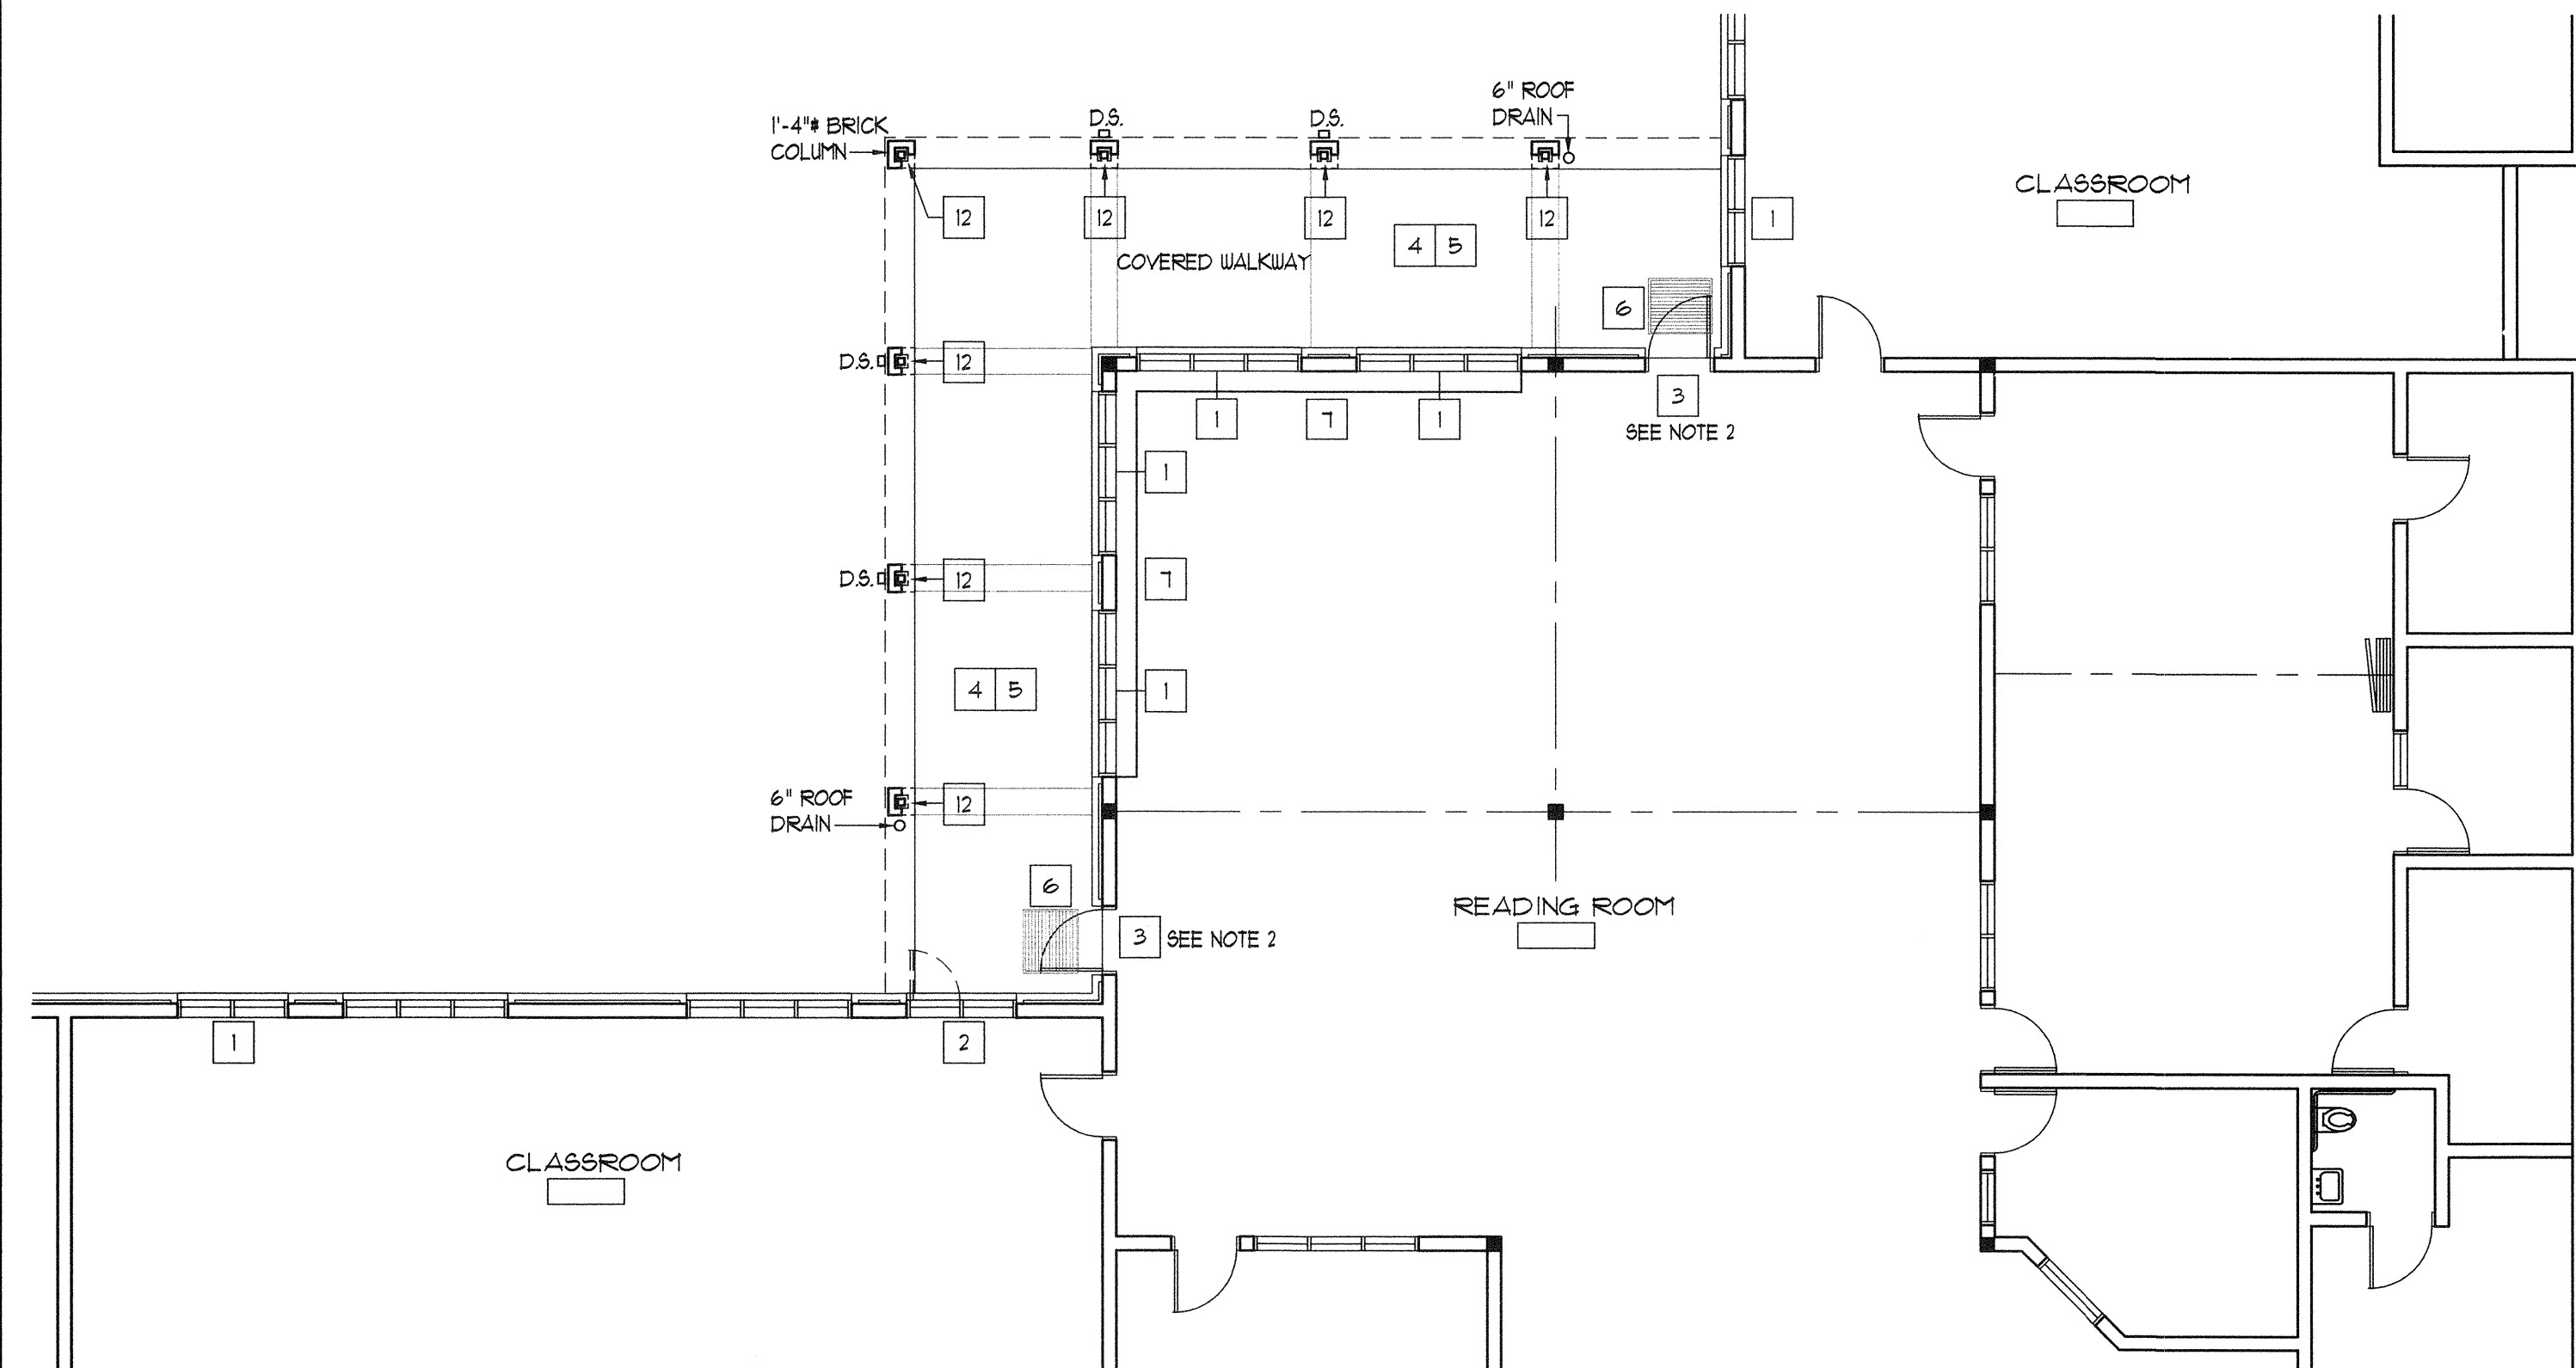 6" ROOF
DRAIN
D.S.
D.S.
1'-4"⌀ BRICK
COLUMN
CLASSROOM
12
12
12
12
1
4 5
COVERED WALKWAY
6
D.S.
12
3
SEE NOTE 2
1
7
1
1
D.S.
12
7
4 5
1
6" ROOF
DRAIN
12
6
READING ROOM
3 SEE NOTE 2
1
2
CLASSROOM